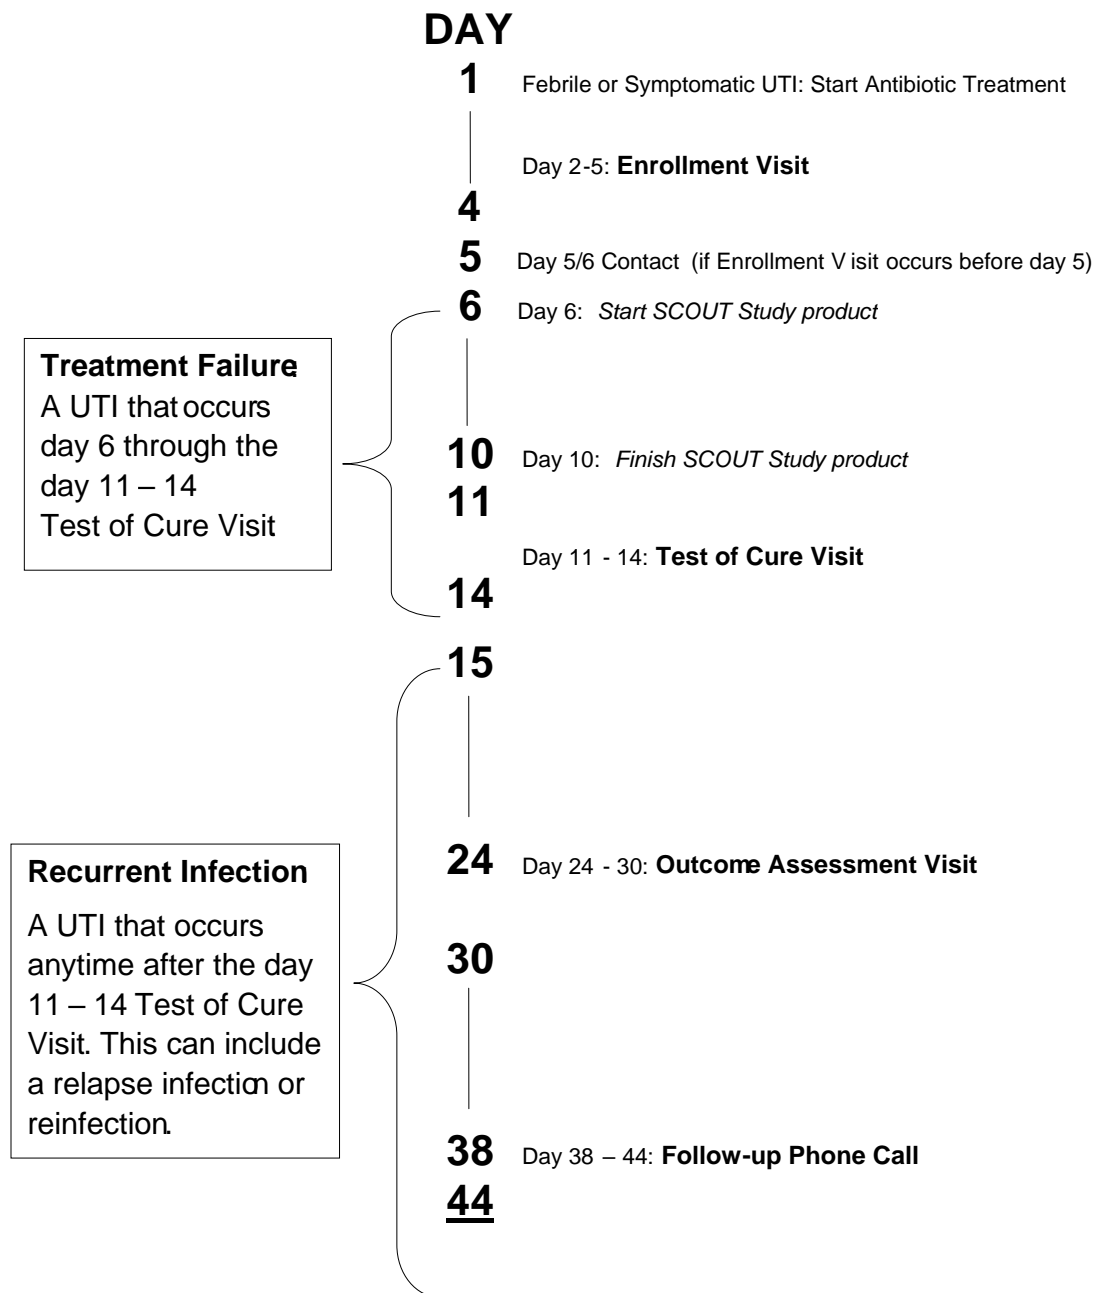 DAY
1 Febrile or Symptomatic UTI: Start Antibiotic Treatment
Day 2-5: Enrollment Visit
4
5 Day 5/6 Contact (if Enrollment Visit occurs before day 5)
6 Day 6: Start SCOUT Study product
Treatment Failure:
A UTI that occurs
day 6 through the
day 11 – 14
Test of Cure Visit
10 Day 10: Finish SCOUT Study product
11
Day 11 - 14: Test of Cure Visit
14
15
24 Day 24 - 30: Outcome Assessment Visit
Recurrent Infection
A UTI that occurs
anytime after the day
11 – 14 Test of Cure
Visit. This can include
a relapse infection or
reinfection.
30
38 Day 38 – 44: Follow-up Phone Call
44